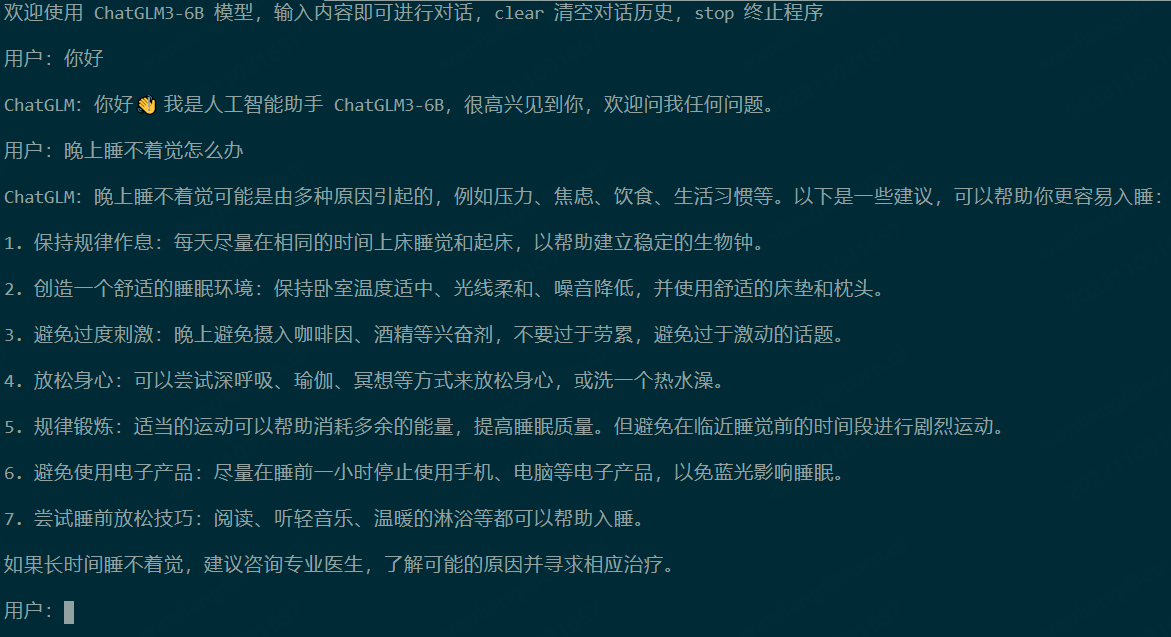 欢迎使用 ChatGLM3-6B 模型，输入内容即可进行对话，clear 清空对话历史，stop 终止程序
用户：你好
ChatGLM：你好👋 我是人工智能助手 ChatGLM3-6B，很高兴见到你，欢迎问我任何问题。
用户：晚上睡不着觉怎么办
ChatGLM：晚上睡不着觉可能是由多种原因引起的，例如压力、焦虑、饮食、生活习惯等。以下是一些建议，可以帮助你更容易入睡：
1. 保持规律作息：每天尽量在相同的时间上床睡觉和起床，以帮助建立稳定的生物钟。
2. 创造一个舒适的睡眠环境：保持卧室温度适中、光线柔和、噪音降低，并使用舒适的床垫和枕头。
3. 避免过度刺激：晚上避免摄入咖啡因、酒精等兴奋剂，不要过于劳累，避免过于激动的话题。
4. 放松身心：可以尝试深呼吸、瑜伽、冥想等方式来放松身心，或洗一个热水澡。
5. 规律锻炼：适当的运动可以帮助消耗多余的能量，提高睡眠质量。但避免在临近睡觉前的时间段进行剧烈运动。
6. 避免使用电子产品：尽量在睡前一小时停止使用手机、电脑等电子产品，以免蓝光影响睡眠。
7. 尝试睡前放松技巧：阅读、听轻音乐、温暖的淋浴等都可以帮助入睡。
如果长时间睡不着觉，建议咨询专业医生，了解可能的原因并寻求相应治疗。
用户：